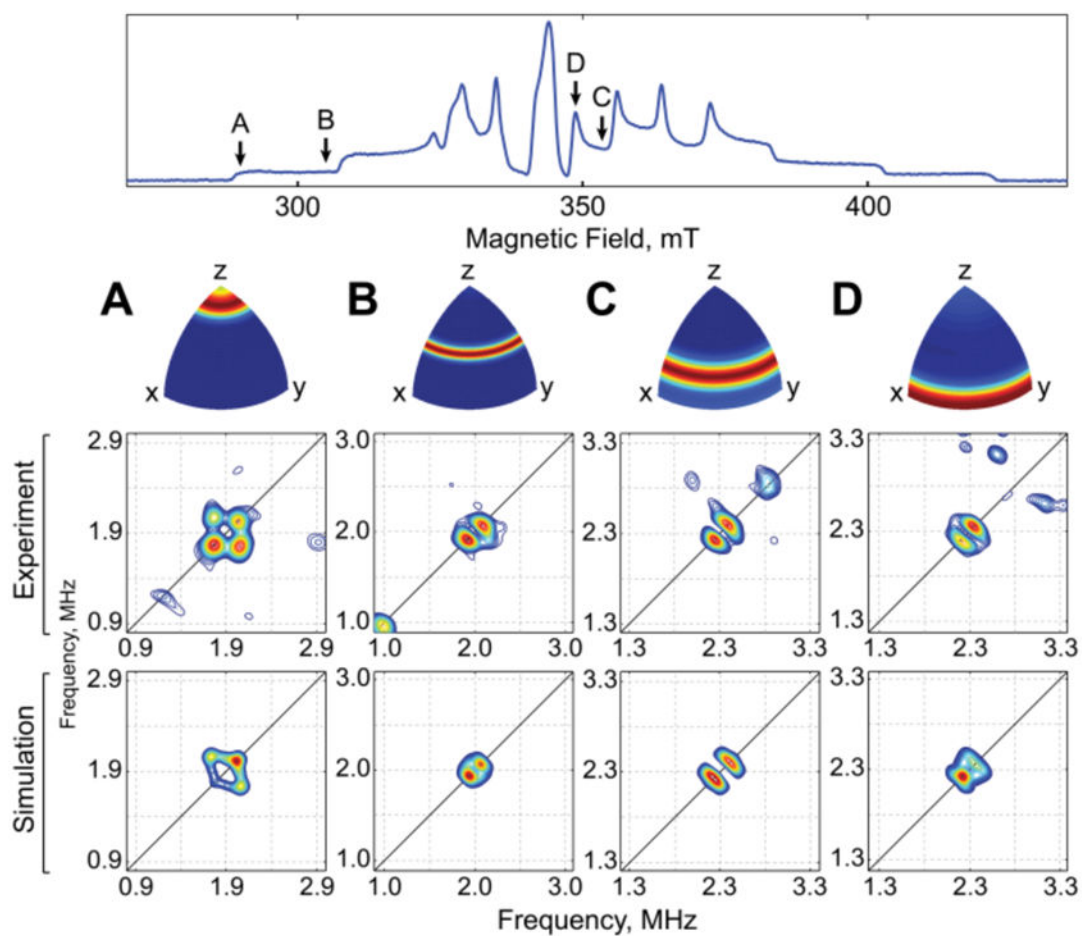 A
B
D
C
300
350
400
Magnetic Field, mT
A
z
x
y
B
z
x
y
C
z
x
y
D
z
x
y
Experiment
Simulation
Frequency, MHz
2.9
1.9
0.9
0.9
1.9
2.9
3.0
2.0
1.0
1.0
2.0
3.0
3.3
2.3
1.3
1.3
2.3
3.3
3.3
2.3
1.3
1.3
2.3
3.3
2.9
1.9
0.9
0.9
1.9
2.9
3.0
2.0
1.0
1.0
2.0
3.0
3.3
2.3
1.3
1.3
2.3
3.3
3.3
2.3
1.3
1.3
2.3
3.3
Frequency, MHz